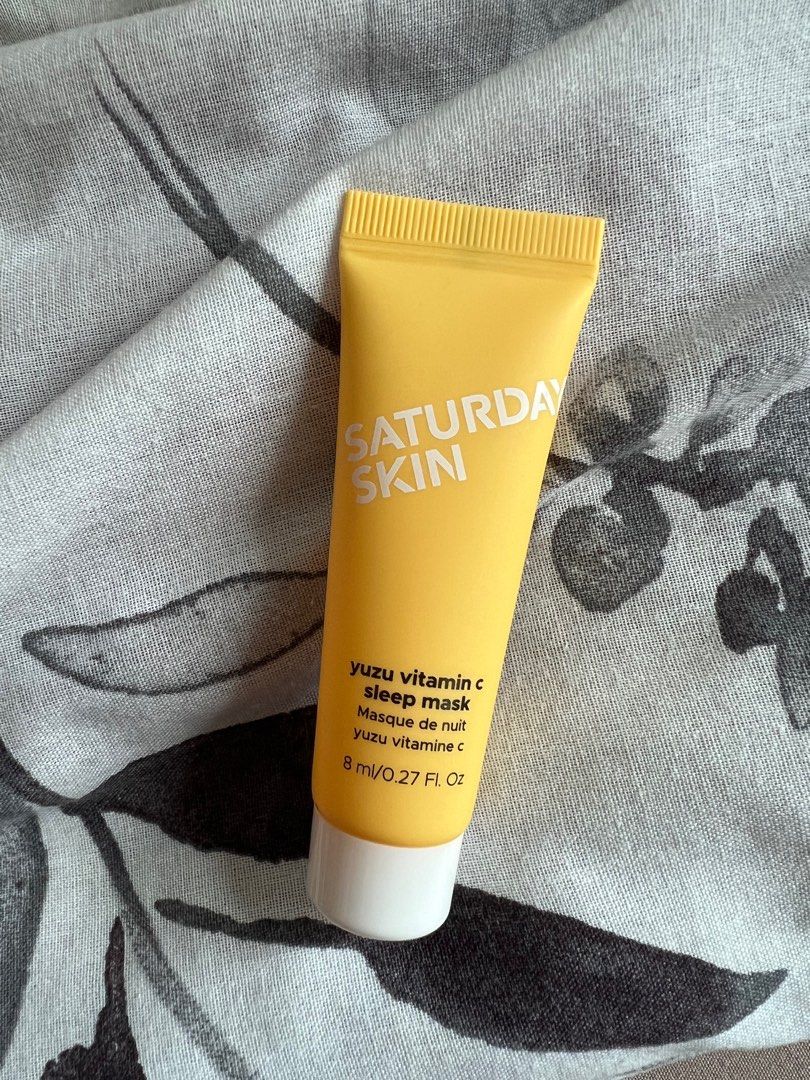 SATURDAY
SKIN
yuzu vitamin c
sleep mask
Masque de nuit
yuzu vitamine c
8 ml/0.27 Fl. Oz